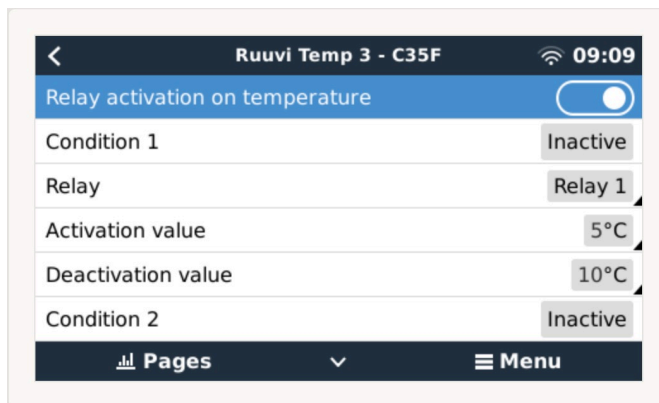 Ruuvi Temp 3 - C35F 09:09
Relay activation on temperature
Condition 1 Inactive
Relay Relay 1
Activation value 5°C
Deactivation value 10°C
Condition 2 Inactive
Pages Menu